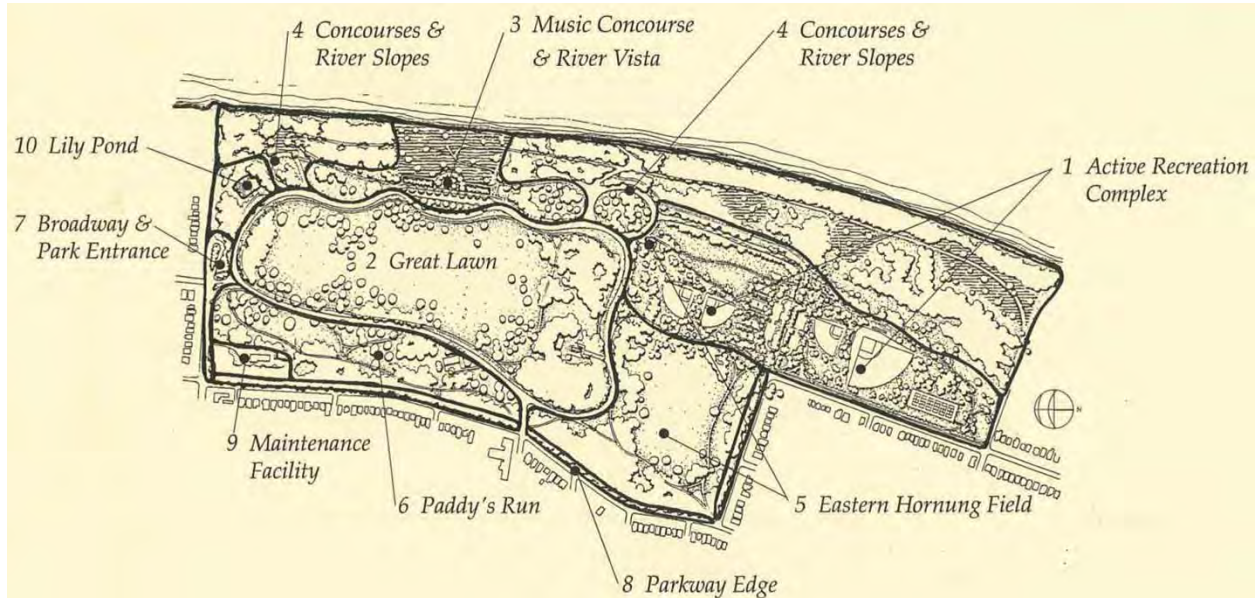 4 Concourses &
River Slopes
3 Music Concourse
& River Vista
4 Concourses &
River Slopes
10 Lily Pond
1 Active Recreation
Complex
7 Broadway &
Park Entrance
2 Great Lawn
N
9 Maintenance
Facility
6 Paddy's Run
5 Eastern Hornung Field
8 Parkway Edge